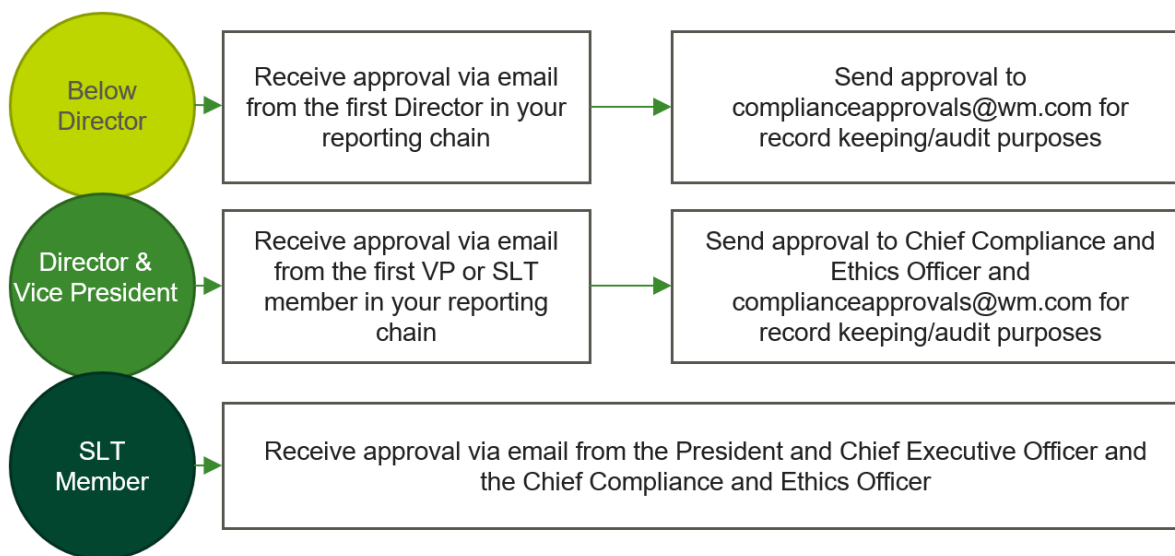 Below
Director
Receive approval via email
from the first Director in your
reporting chain
Send approval to
complianceapprovals@wm.com for
record keeping/audit purposes
Director &
Vice President
Receive approval via email
from the first VP or SLT
member in your reporting
chain
Send approval to Chief Compliance and
Ethics Officer and
complianceapprovals@wm.com for
record keeping/audit purposes
SLT
Member
Receive approval via email from the President and Chief Executive Officer and
the Chief Compliance and Ethics Officer